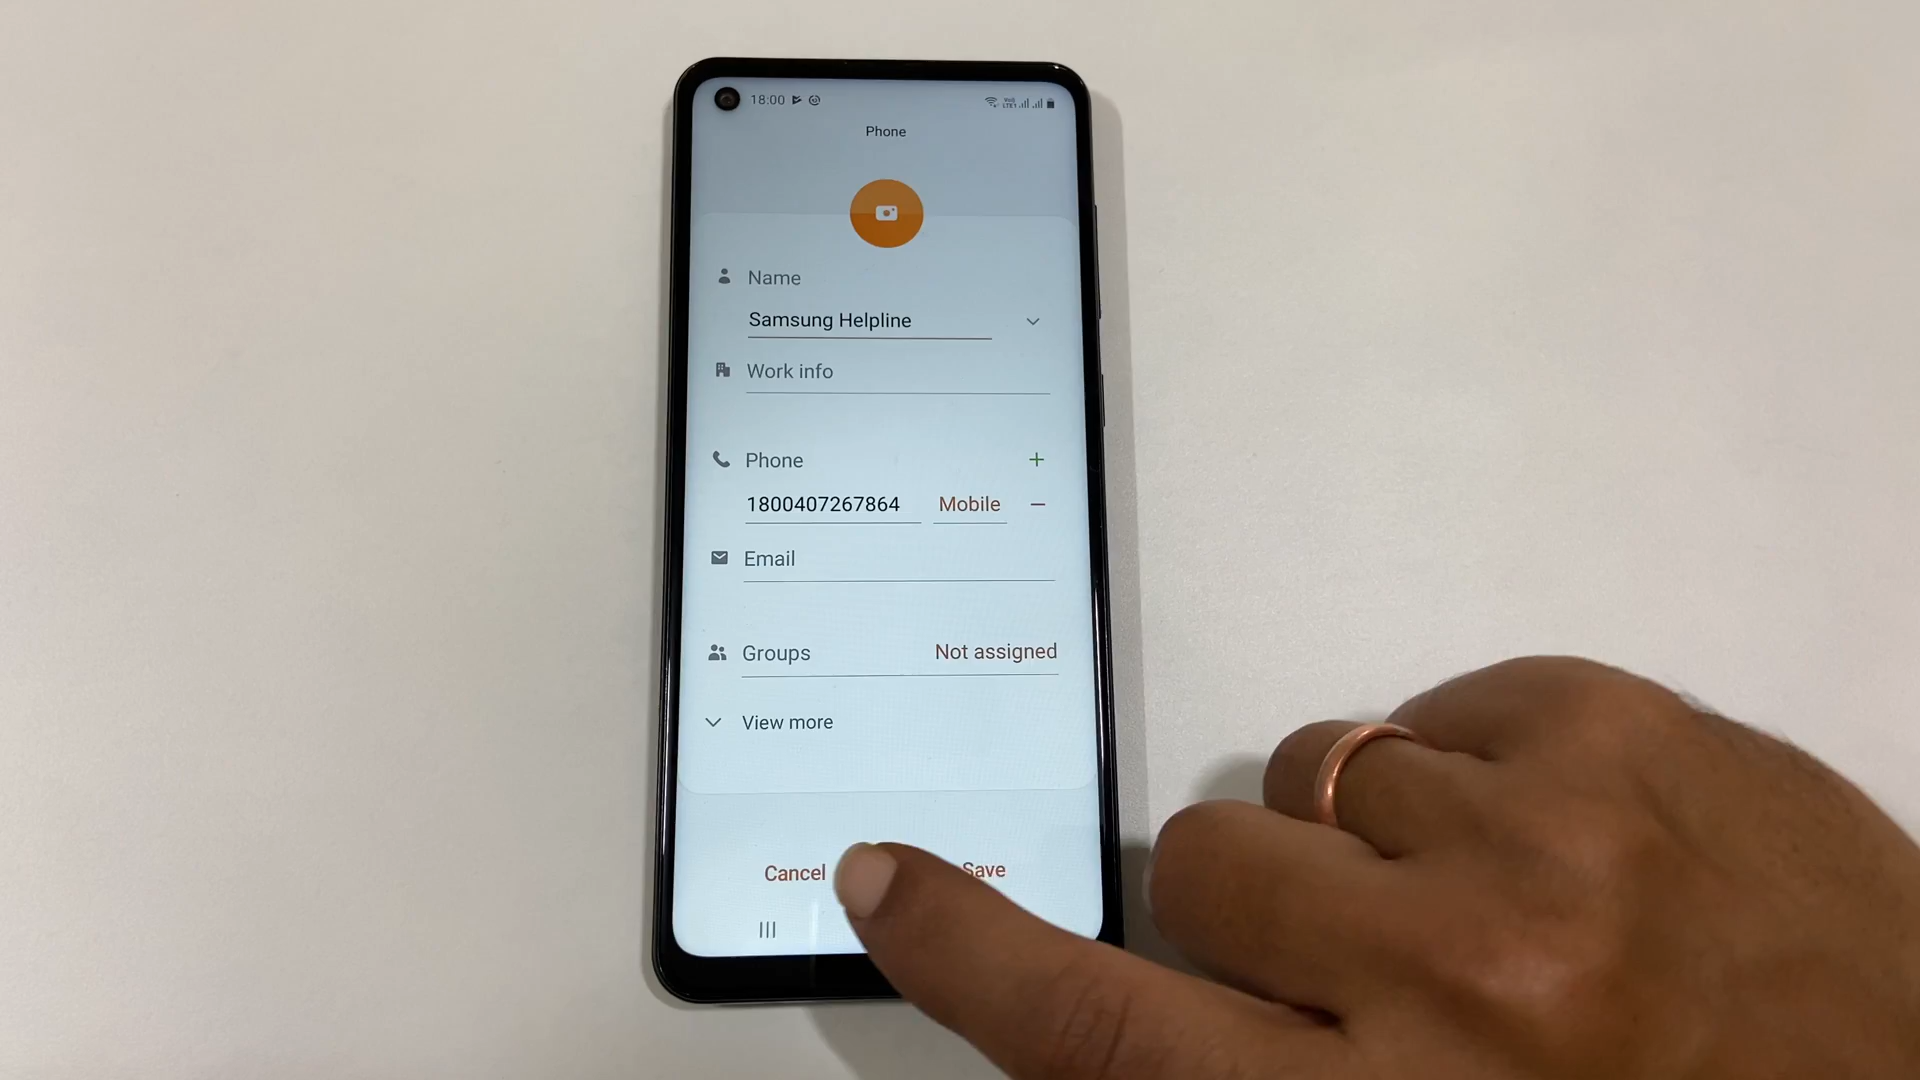 18:00
Phone
Name
Samsung Helpline
Work info
Phone
1800407267864 Mobile
Email
Groups Not assigned
View more
Cancel Save